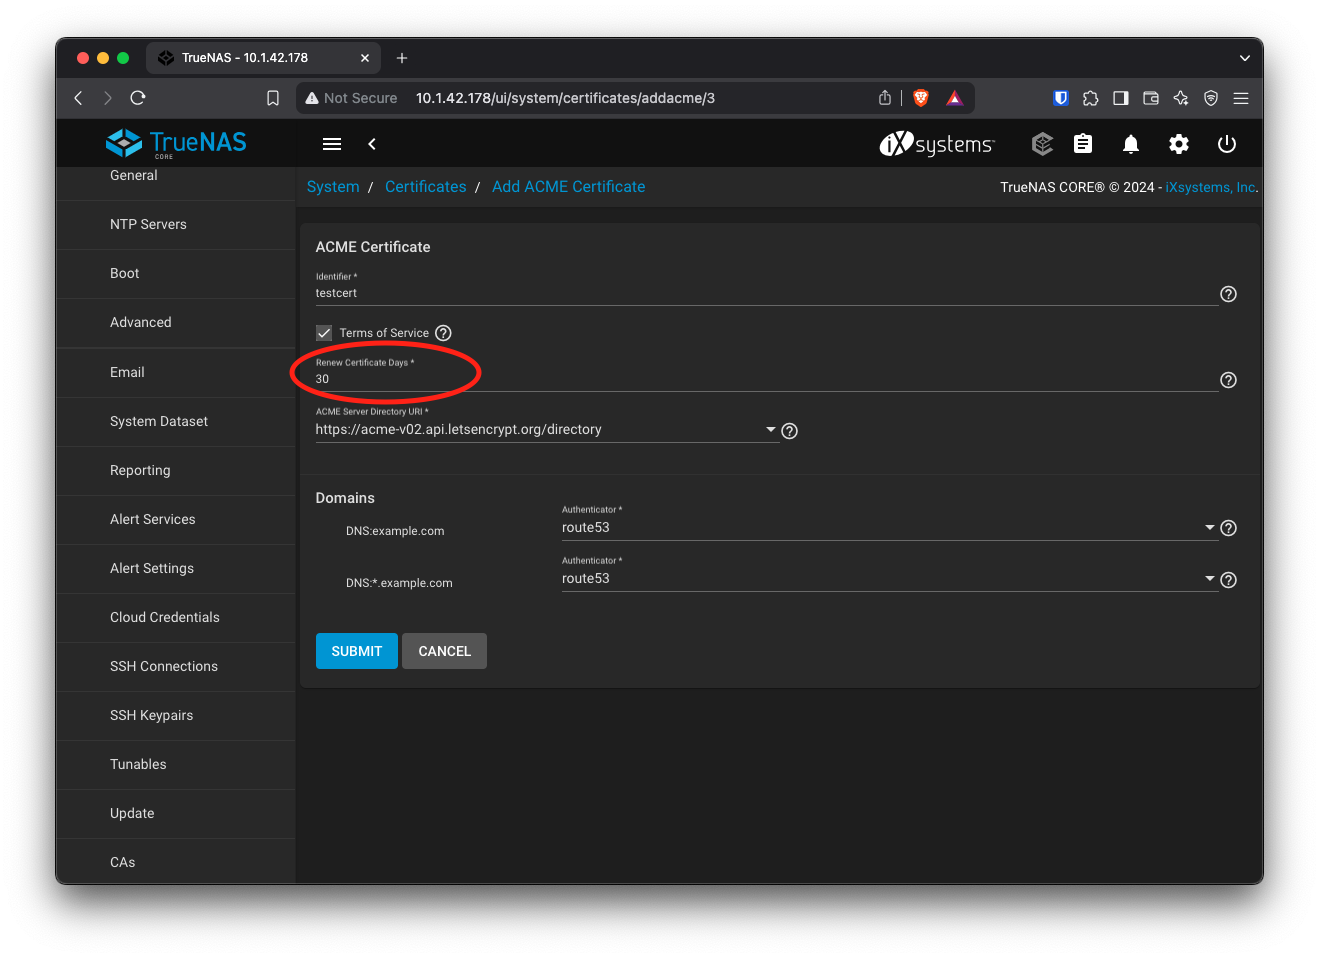 TrueNAS - 10.1.42.178
Not Secure 10.1.42.178/ui/system/certificates/addacme/3
TrueNAS
CORE
iXsystems
System / Certificates / Add ACME Certificate
TrueNAS CORE® © 2024 - iXsystems, Inc.
General
NTP Servers
Boot
Advanced
Email
System Dataset
Reporting
Alert Services
Alert Settings
Cloud Credentials
SSH Connections
SSH Keypairs
Tunables
Update
CAs
ACME Certificate
Identifier *
testcert
Terms of Service
Renew Certificate Days *
30
ACME Server Directory URI *
https://acme-v02.api.letsencrypt.org/directory
Domains
DNS:example.com
Authenticator *
route53
DNS:*.example.com
Authenticator *
route53
SUBMIT
CANCEL